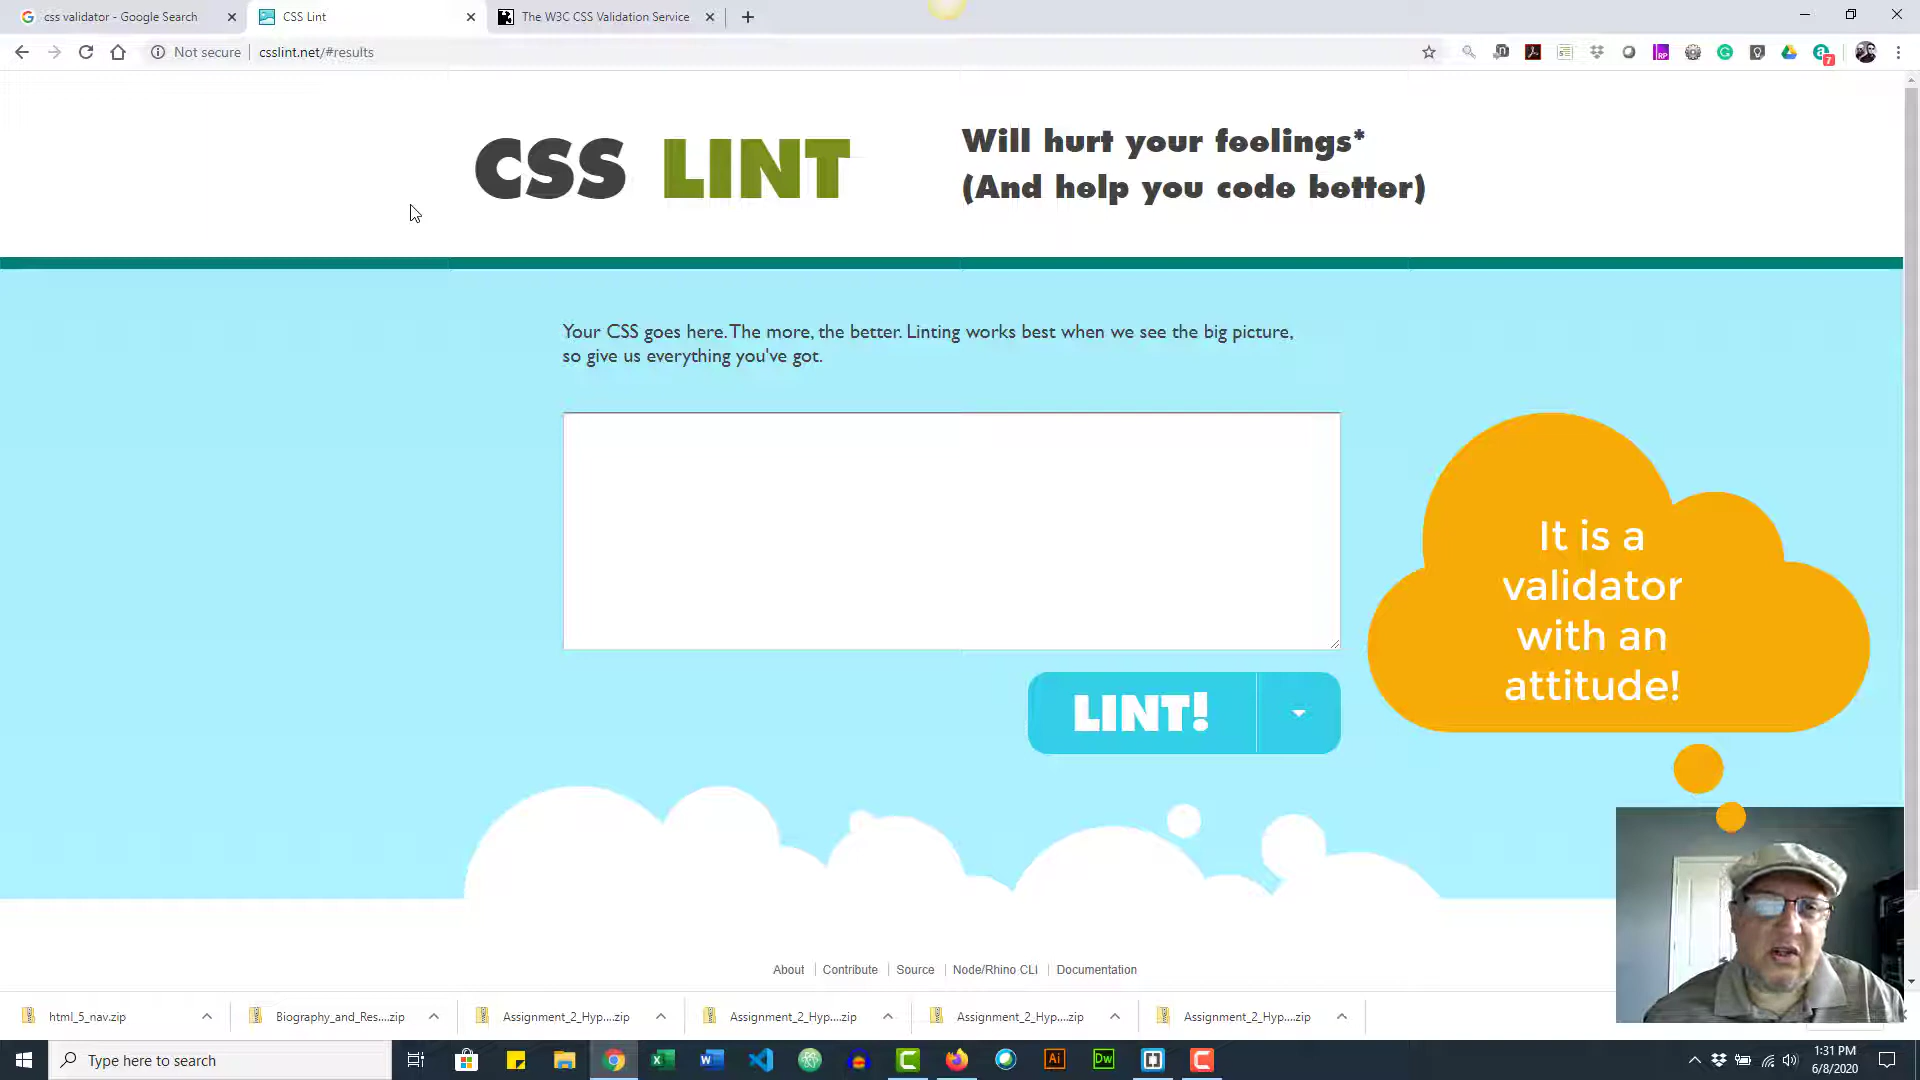 css validator - Google Search
CSS Lint
The W3C CSS Validation Service
Not secure
csslint.net/#results
7
CSS LINT
Will hurt your feelings*
(And help you code better)
Your CSS goes here. The more, the better. Linting works best when we see the big picture,
so give us everything you've got.
It is a
validator
with an
attitude!
LINT!
About
Contribute
Source
Node/Rhino CLI
Documentation
html_5_nav.zip
Biography_and_Res....zip
Assignment_2_Hyp....zip
Assignment_2_Hyp....zip
Assignment_2_Hyp....zip
Assignment_2_Hyp....zip
Type here to search
Ai
Dw
1:31 PM
6/8/2020